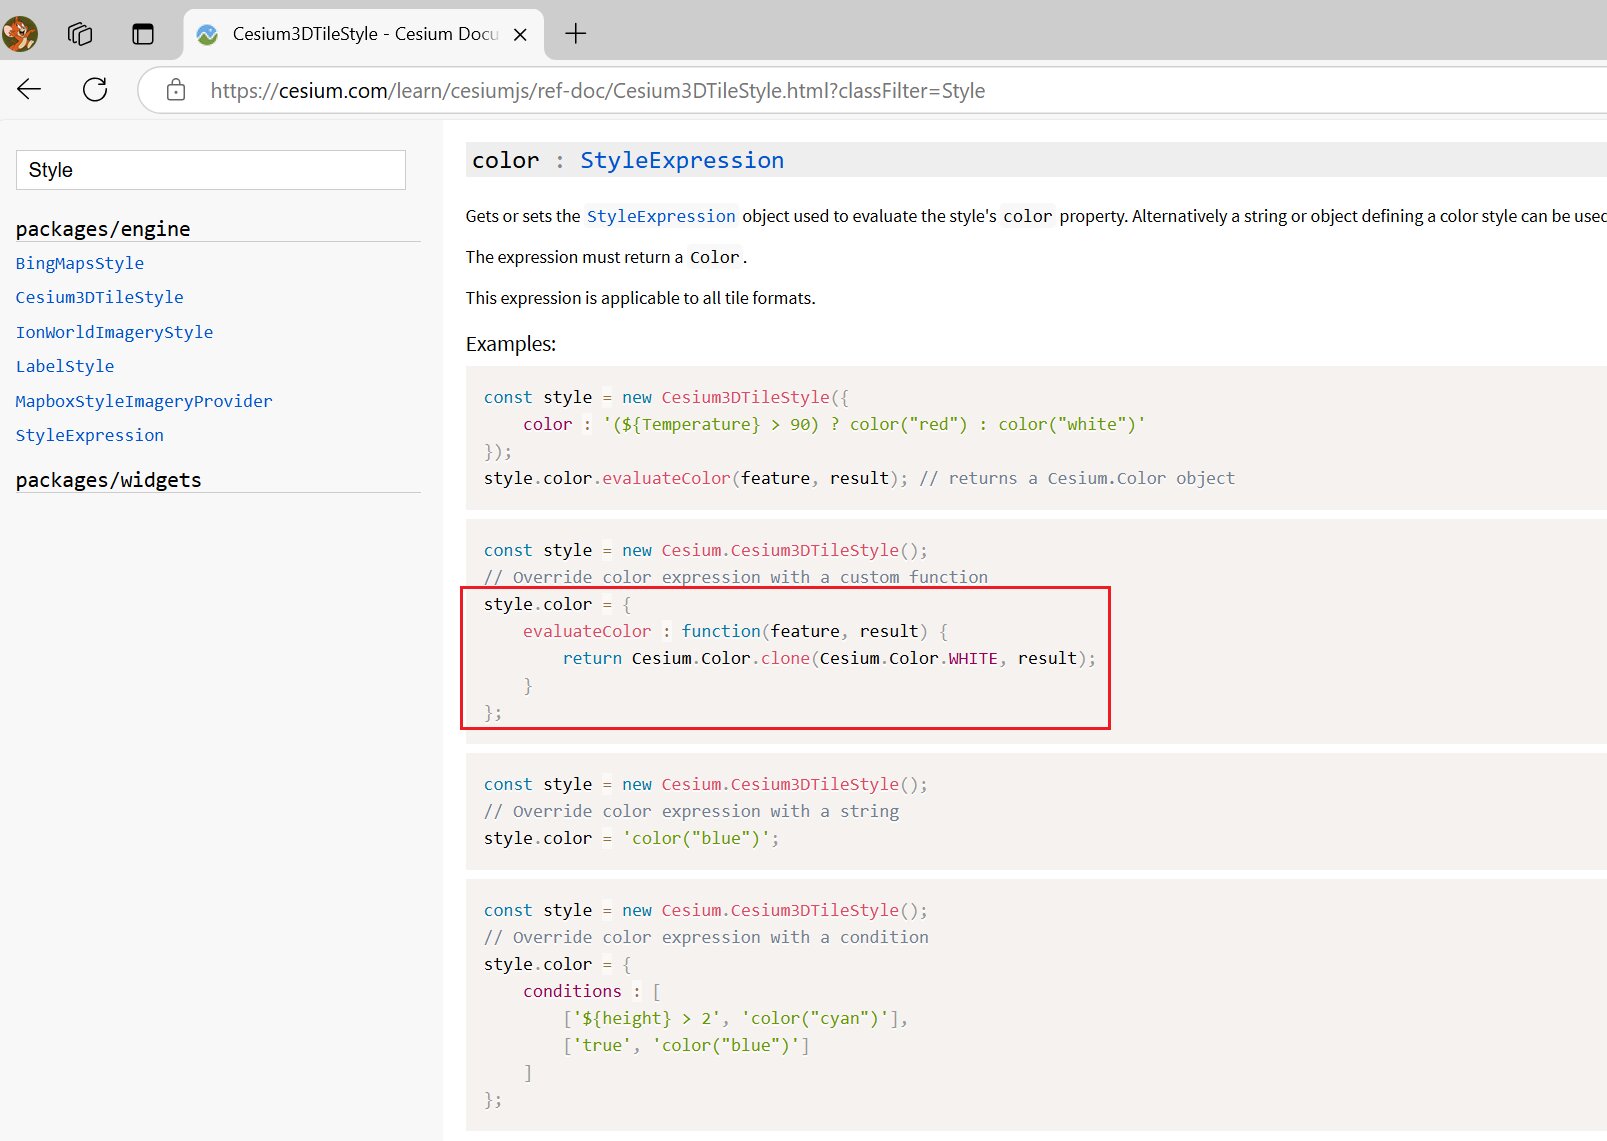 Cesium3DTileStyle - Cesium Docu
https://cesium.com/learn/cesiumjs/ref-doc/Cesium3DTileStyle.html?classFilter=Style
Style
packages/engine
BingMapsStyle
Cesium3DTileStyle
IonWorldImageryStyle
LabelStyle
MapboxStyleImageryProvider
StyleExpression
packages/widgets
color : StyleExpression
Gets or sets the StyleExpression object used to evaluate the style's color property. Alternatively a string or object defining a color style can be used
The expression must return a Color.
This expression is applicable to all tile formats.
Examples:
const style = new Cesium3DTileStyle({
    color : '(${Temperature} > 90) ? color("red") : color("white")'
});
style.color.evaluateColor(feature, result); // returns a Cesium.Color object
const style = new Cesium.Cesium3DTileStyle();
// Override color expression with a custom function
style.color = {
    evaluateColor : function(feature, result) {
        return Cesium.Color.clone(Cesium.Color.WHITE, result);
    }
};
const style = new Cesium.Cesium3DTileStyle();
// Override color expression with a string
style.color = 'color("blue")';
const style = new Cesium.Cesium3DTileStyle();
// Override color expression with a condition
style.color = {
    conditions : [
        ['${height} > 2', 'color("cyan")'],
        ['true', 'color("blue")']
    ]
};